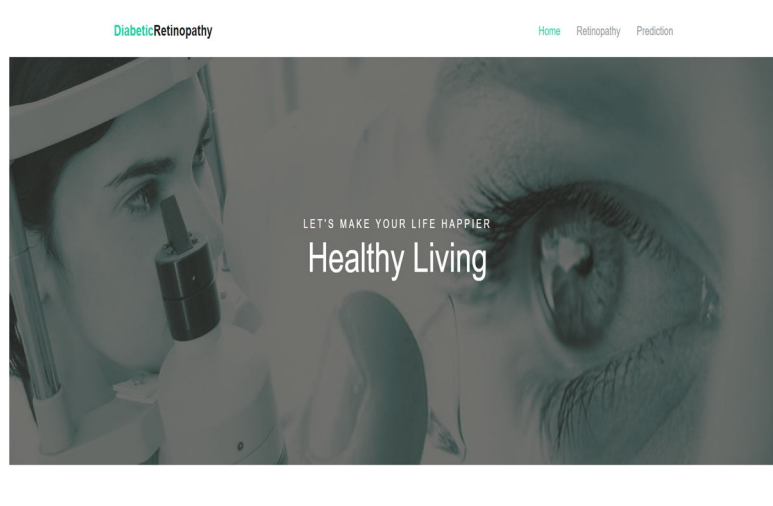 DiabeticRetinopathy
Home Retinopathy Prediction
LET'S MAKE YOUR LIFE HAPPIER
Healthy Living